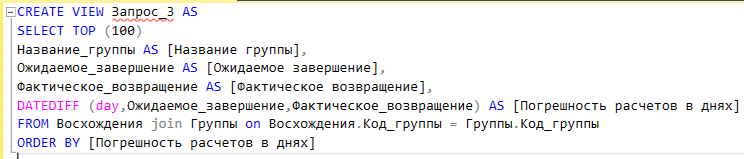 CREATE VIEW Запрос_3 AS
SELECT TOP (100)
Название_группы AS [Название группы],
Ожидаемое_завершение AS [Ожидаемое завершение],
Фактическое_возвращение AS [Фактическое возвращение],
DATEDIFF (day,Ожидаемое_завершение,Фактическое_возвращение) AS [Погрешность расчетов в днях]
FROM Восхождения join Группы on Восхождения.Код_группы = Группы.Код_группы
ORDER BY [Погрешность расчетов в днях]